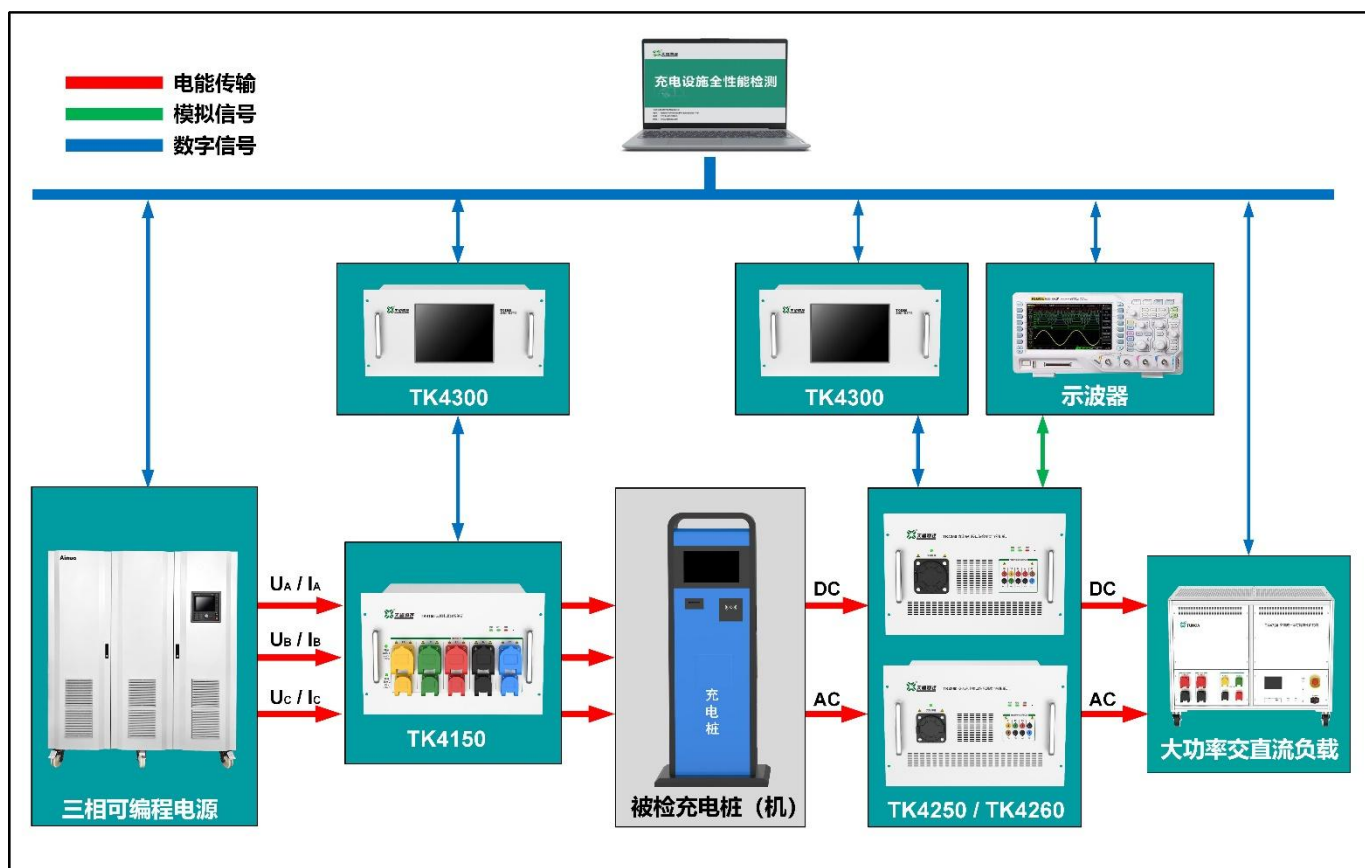 电能传输
模拟信号
数字信号
充电设施全性能检测
TK4300
TK4300
示波器
Ainuo
UA / IA
UB / IB
UC / IC
TK4150
三相可编程电源
充电桩
被检充电桩（机）
DC
AC
TK4250 / TK4260
DC
AC
大功率交直流负载